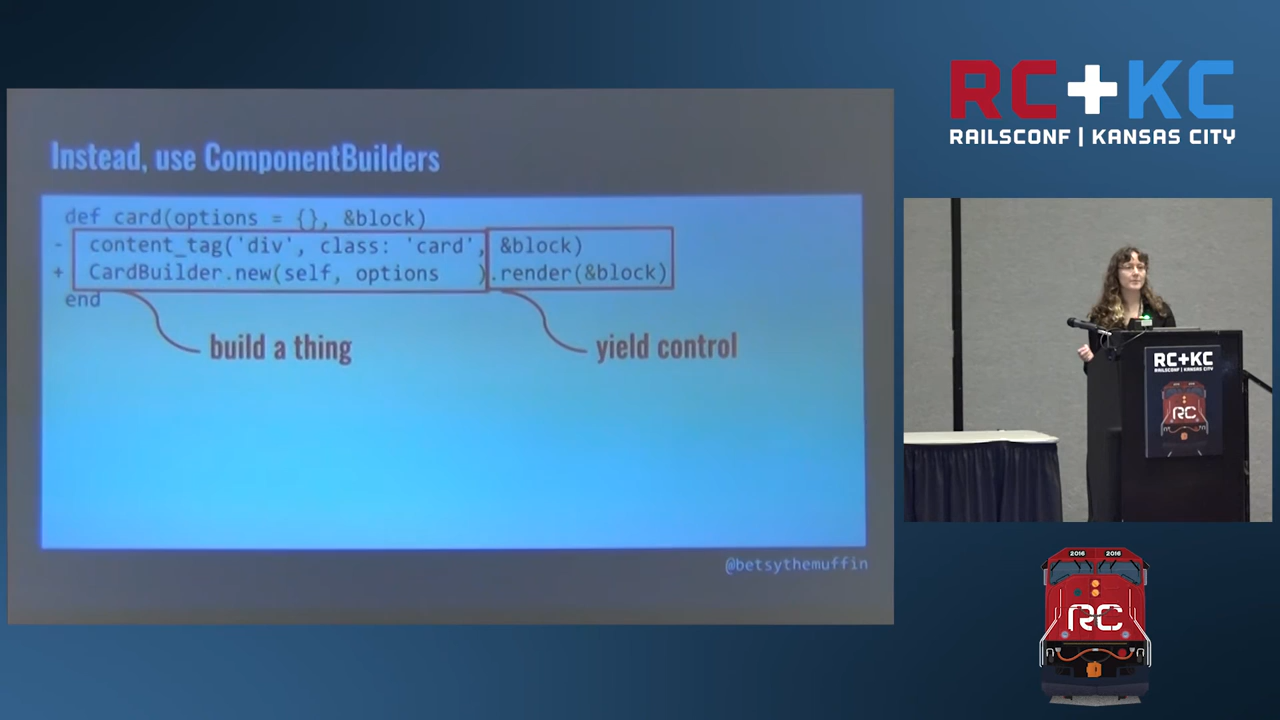 RC+KC
RAILSCONF | KANSAS CITY
Instead, use ComponentBuilders
def card(options = {}, &block)
- content_tag('div', class: 'card', &block)
+ CardBuilder.new(self, options ).render(&block)
end
build a thing
yield control
@betsythemuffin
RC+KC
RAILSCONF | KANSAS CITY
RC
2016 2016
RC